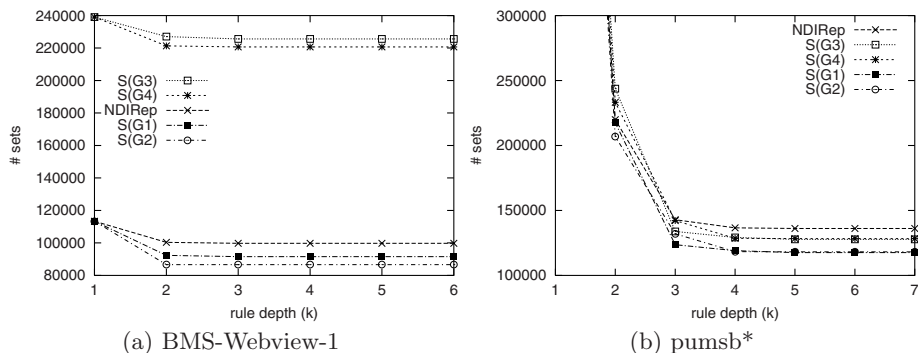 240000
220000
200000
180000
160000
140000
120000
100000
80000
# sets
S(G3)
S(G4)
NDIRep
S(G1)
S(G2)
1 2 3 4 5 6
rule depth (k)
(a) BMS-Webview-1
300000
250000
200000
150000
100000
# sets
NDIRep
S(G3)
S(G4)
S(G1)
S(G2)
1 2 3 4 5 6 7
rule depth (k)
(b) pumsb*